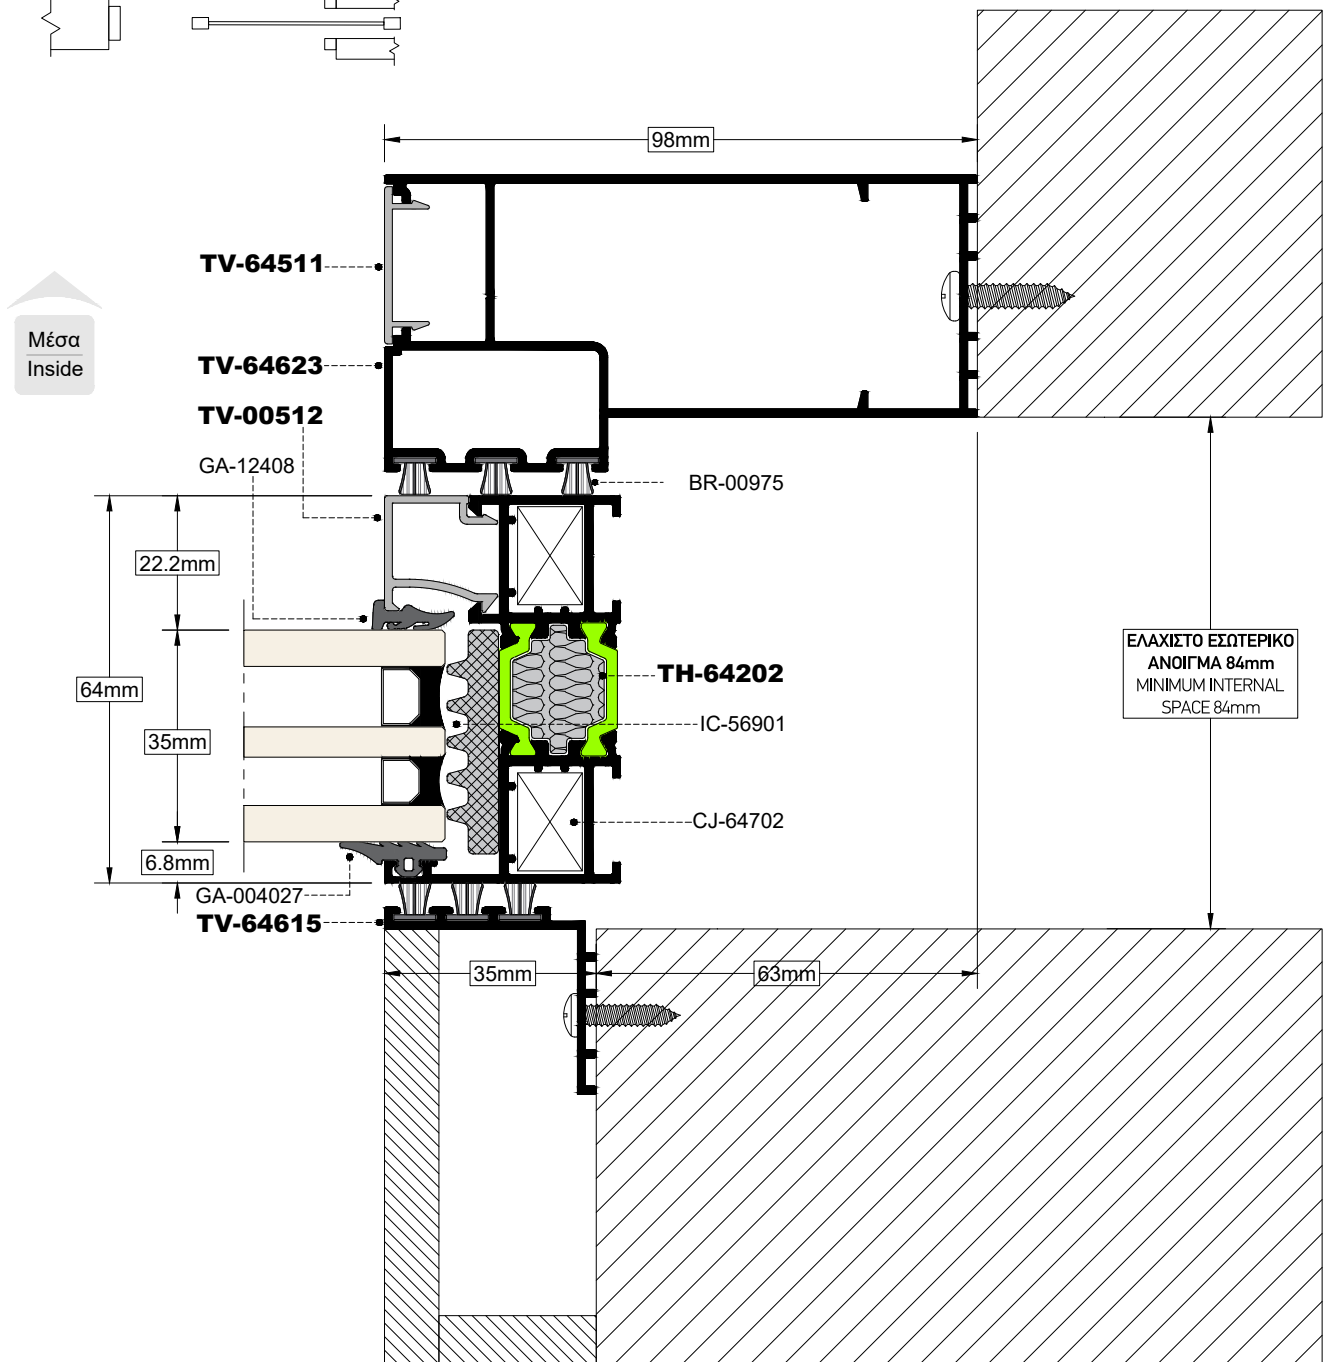 98mm
TV-64511
Μέσα
Inside
TV-64623
TV-00512
GA-12408
BR-00975
22.2mm
64mm
35mm
TH-64202
IC-56901
ΕΛΑΧΙΣΤΟ ΕΣΩΤΕΡΙΚΟ
ΑΝΟΙΓΜΑ 84mm
MINIMUM INTERNAL
SPACE 84mm
CJ-64702
6.8mm
GA-004027
TV-64615
35mm
63mm